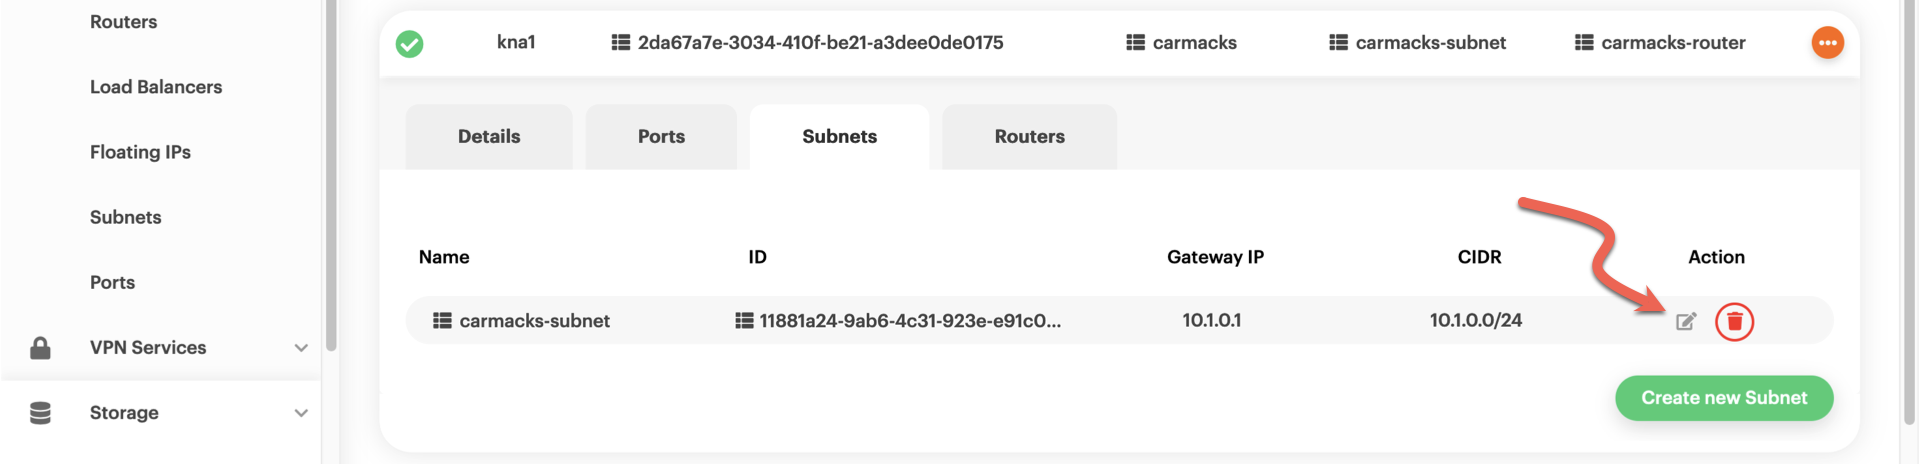 Routers
Load Balancers
Floating IPs
Subnets
Ports
VPN Services
Storage
kna1 2da67a7e-3034-410f-be21-a3dee0de0175 carmacks carmacks-subnet carmacks-router
Details Ports Subnets Routers
Name ID Gateway IP CIDR Action
carmacks-subnet 11881a24-9ab6-4c31-923e-e91c0... 10.1.0.1 10.1.0.0/24
Create new Subnet